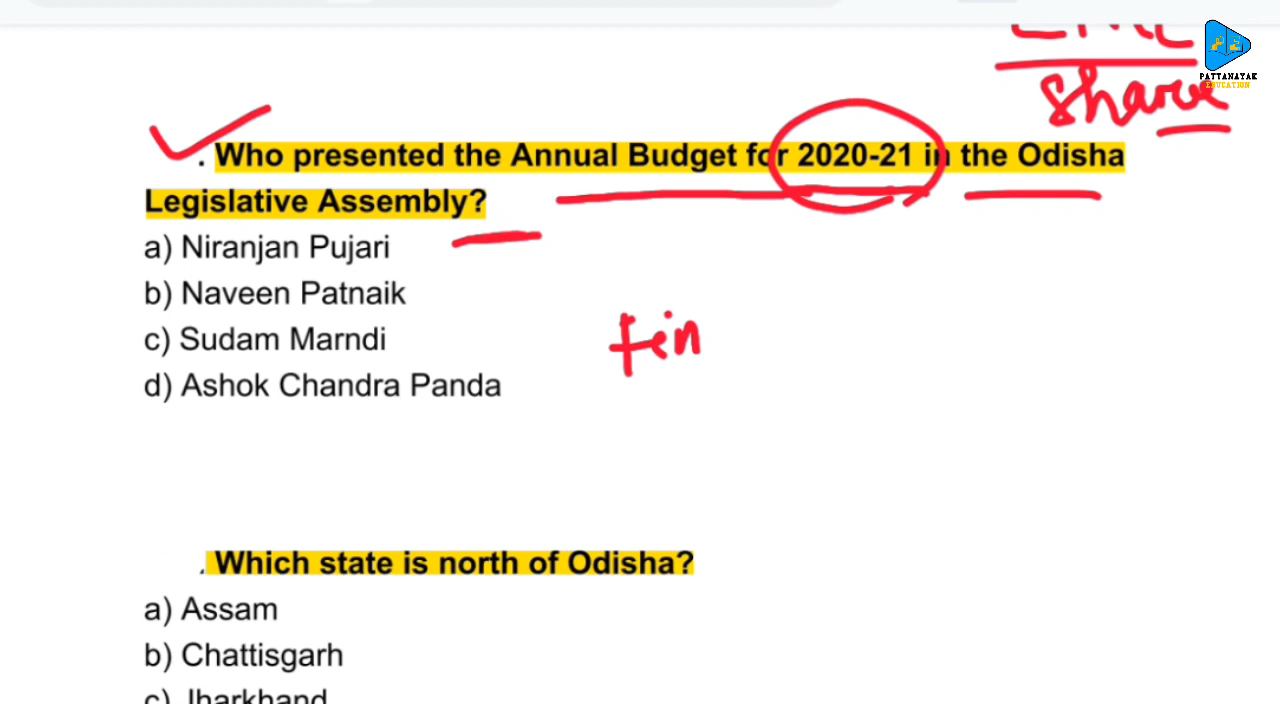 share
PATTANAYAK
EDUCATION
. Who presented the Annual Budget for 2020-21 in the Odisha
Legislative Assembly?
a) Niranjan Pujari
b) Naveen Patnaik
c) Sudam Marndi
d) Ashok Chandra Panda
fin
. Which state is north of Odisha?
a) Assam
b) Chattisgarh
c) Jharkhand